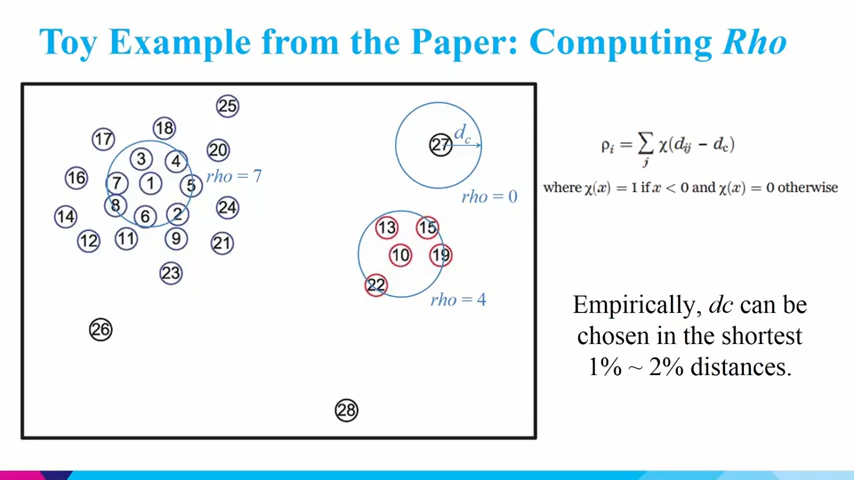 Toy Example from the Paper: Computing Rho
25
18
17
20
3
4
16
7
1
5
rho = 7
8
14
6
2
24
12
11
9
21
23
26
28
27
dc
rho = 0
13
15
10
19
22
rho = 4
ρi = ∑j χ(dij − dc)
where χ(x) = 1 if x < 0 and χ(x) = 0 otherwise
Empirically, dc can be
chosen in the shortest
1% ~ 2% distances.